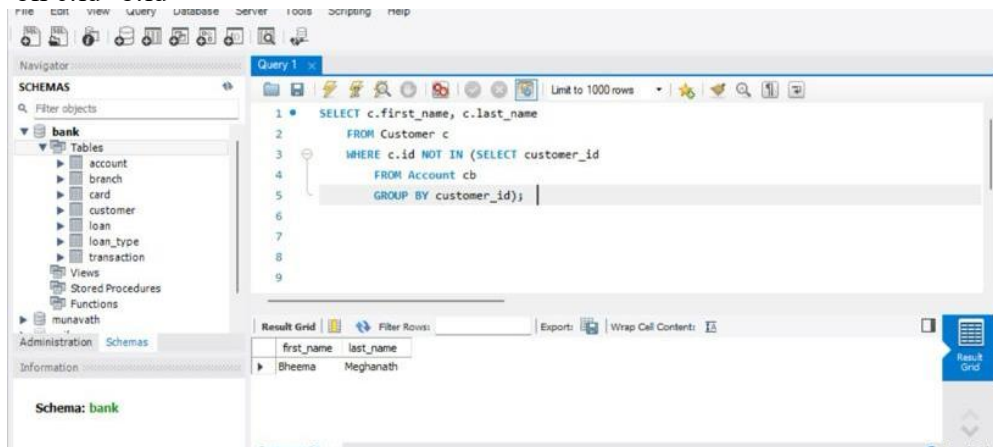 File Edit View Query Database Server Tools Scripting Help
Navigator
SCHEMAS
Filter objects
bank
Tables
account
branch
card
customer
loan
loan_type
transaction
Views
Stored Procedures
Functions
munavath
Administration Schemas
Information
Schema: bank
Query 1
Limit to 1000 rows
1 SELECT c.first_name, c.last_name
2 FROM Customer c
3 WHERE c.id NOT IN (SELECT customer_id
4 FROM Account cb
5 GROUP BY customer_id);
6
7
8
9
Result Grid Filter Rows: Export: Wrap Cell Content:
first_name last_name
Bheema Meghanath
Result
Grid